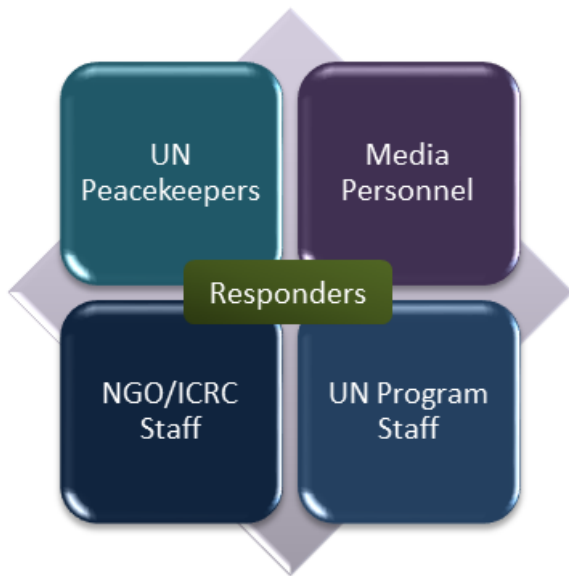 UN
Peacekeepers
Media
Personnel
Responders
NGO/ICRC
Staff
UN Program
Staff